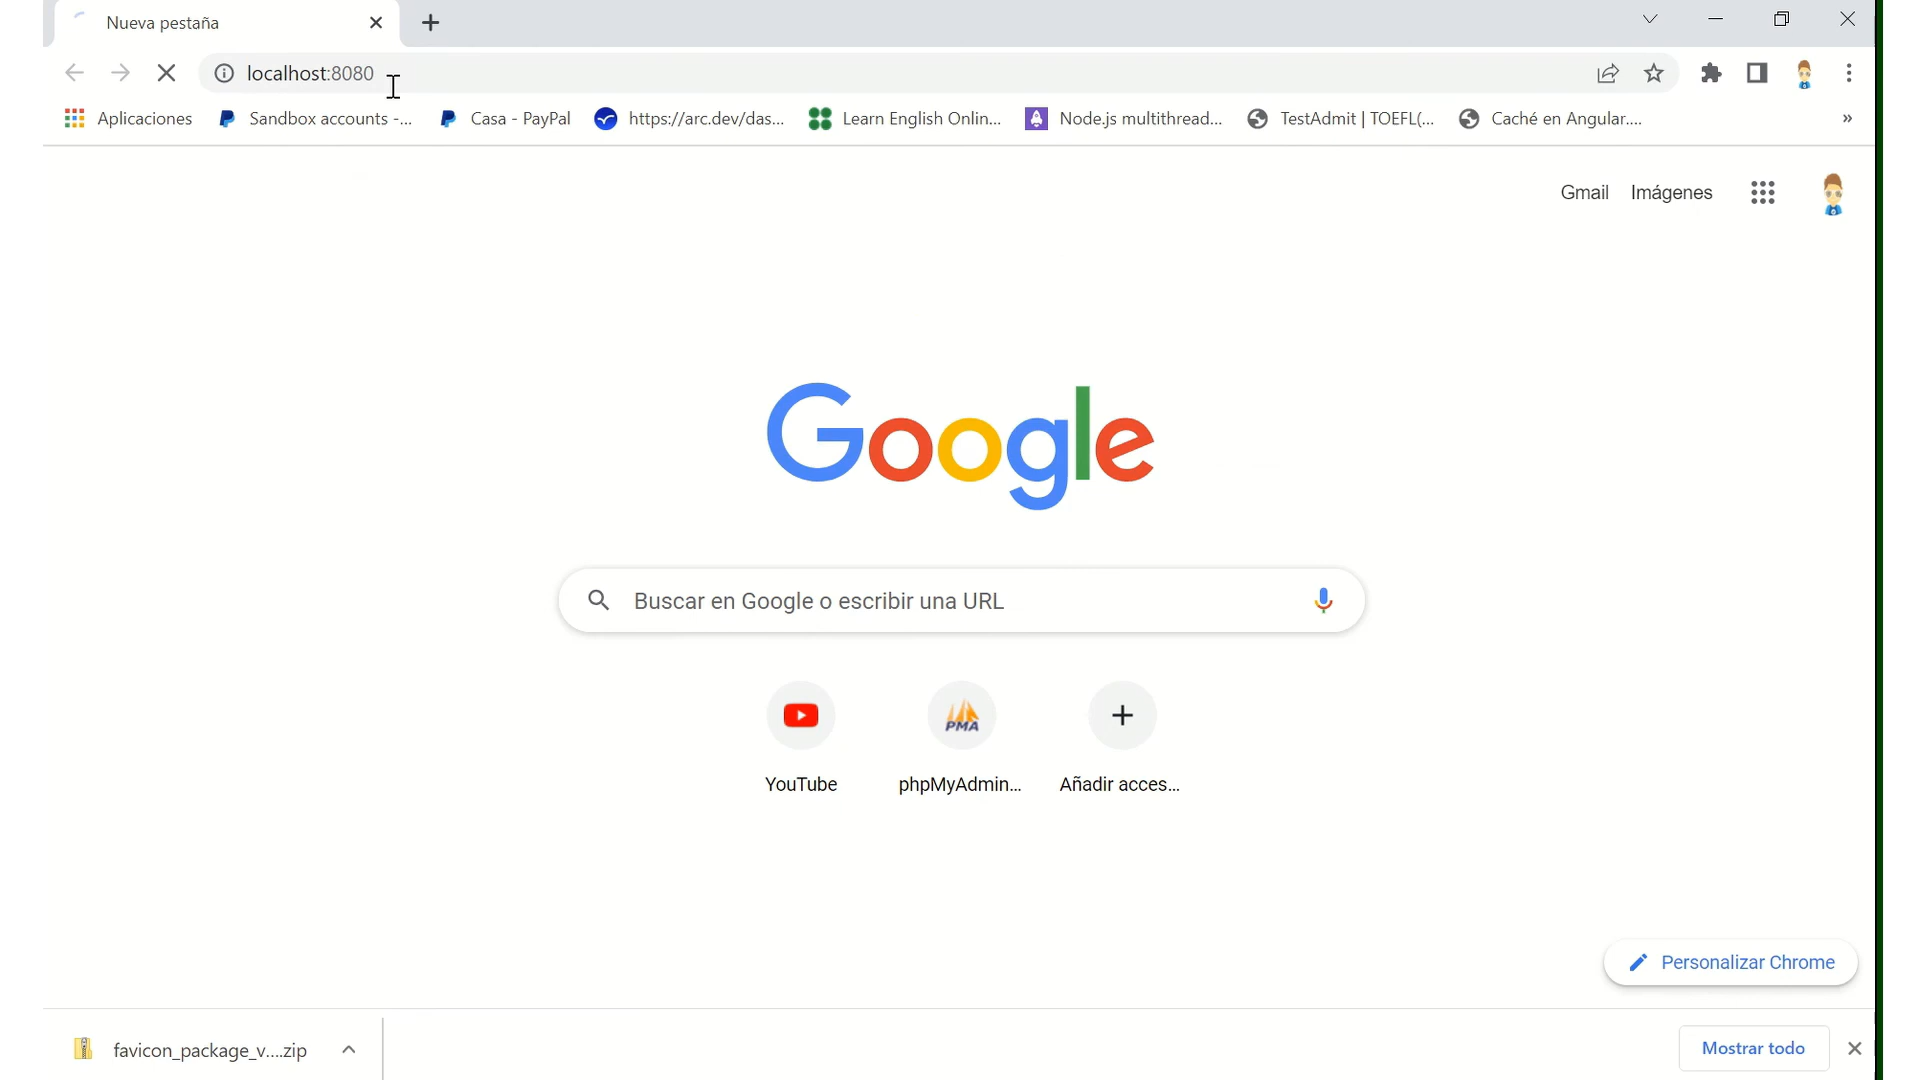 Nueva pestaña
localhost:8080
Aplicaciones
Sandbox accounts -...
Casa - PayPal
https://arc.dev/das...
Learn English Onlin...
Node.js multithread...
TestAdmit | TOEFL(...
Caché en Angular....
»
Gmail
Imágenes
Google
Buscar en Google o escribir una URL
PMA
YouTube
phpMyAdmin...
Añadir acces...
Personalizar Chrome
favicon_package_v....zip
Mostrar todo